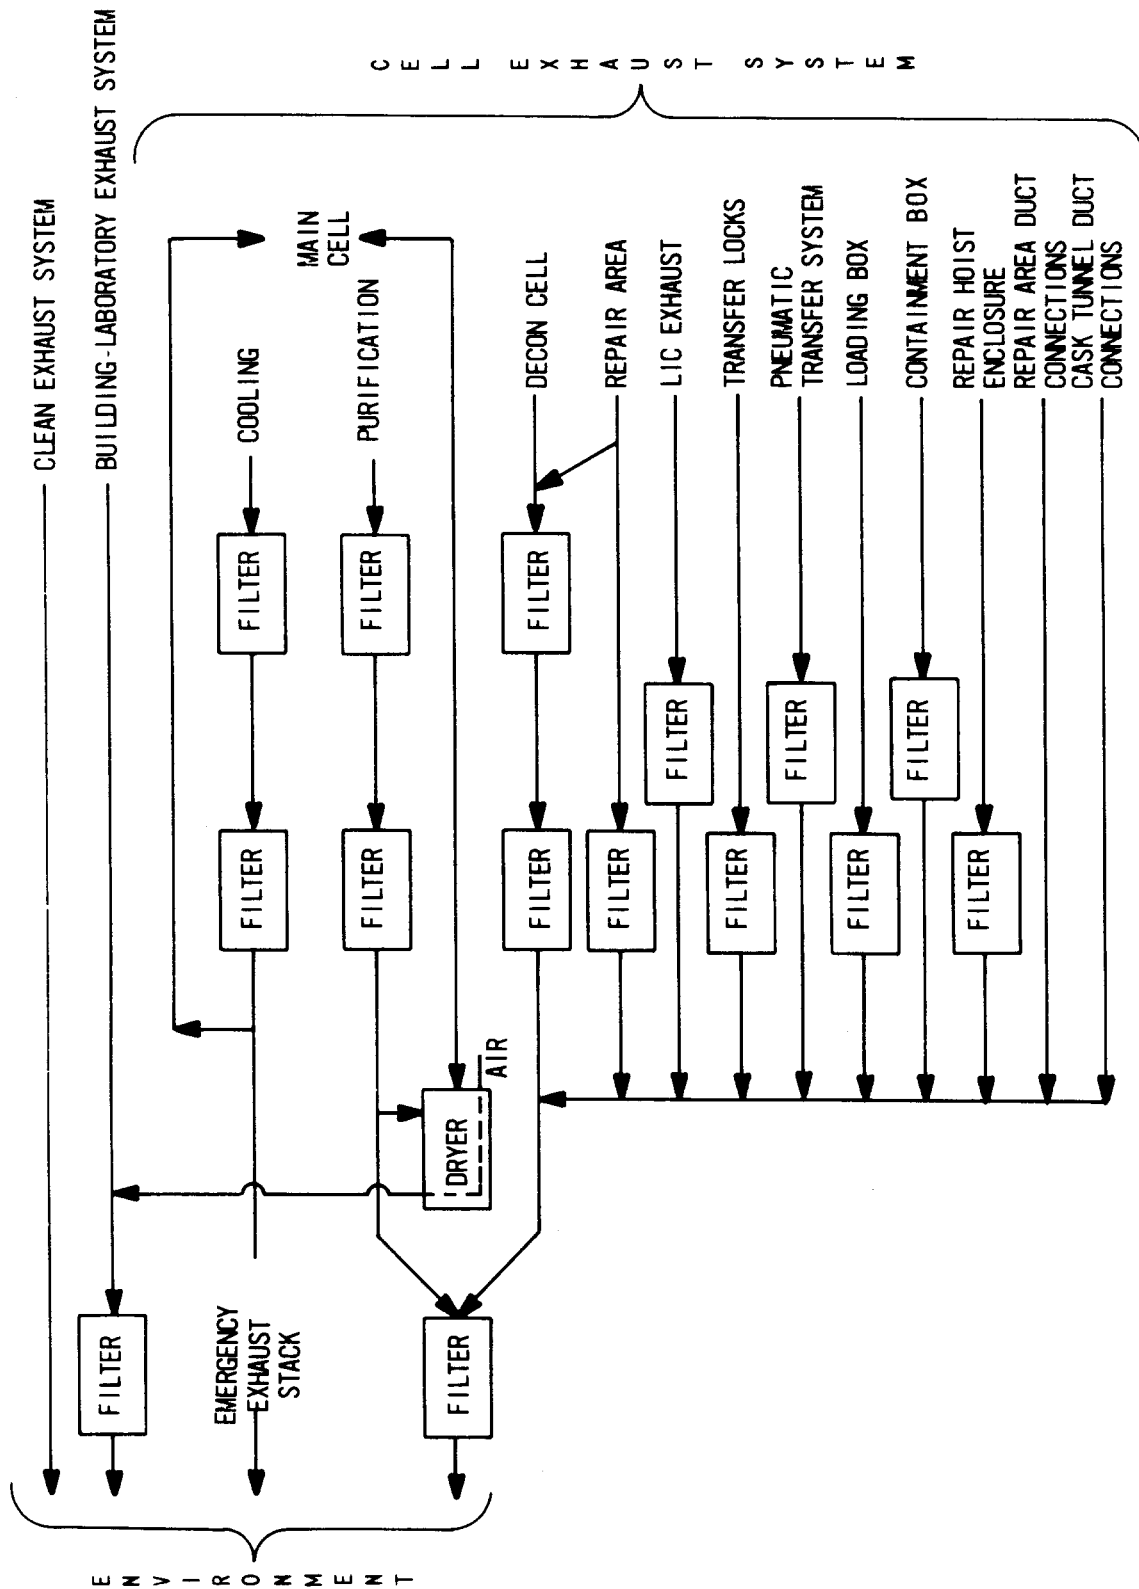 CLEAN EXHAUST SYSTEM
BUILDING-LABORATORY EXHAUST SYSTEM
CELL EXHAUST SYSTEM
MAIN
CELL
COOLING
FILTER
FILTER
PURIFICATION
FILTER
FILTER
DECON CELL
FILTER
FILTER
REPAIR AREA
FILTER
LIC EXHAUST
FILTER
TRANSFER LOCKS
FILTER
PNEUMATIC
TRANSFER SYSTEM
FILTER
LOADING BOX
FILTER
CONTAINMENT BOX
FILTER
REPAIR HOIST
ENCLOSURE
FILTER
REPAIR AREA DUCT
CONNECTIONS
CASK TUNNEL DUCT
CONNECTIONS
AIR
DRYER
FILTER
EMERGENCY
EXHAUST
STACK
FILTER
ENVIRONMENT